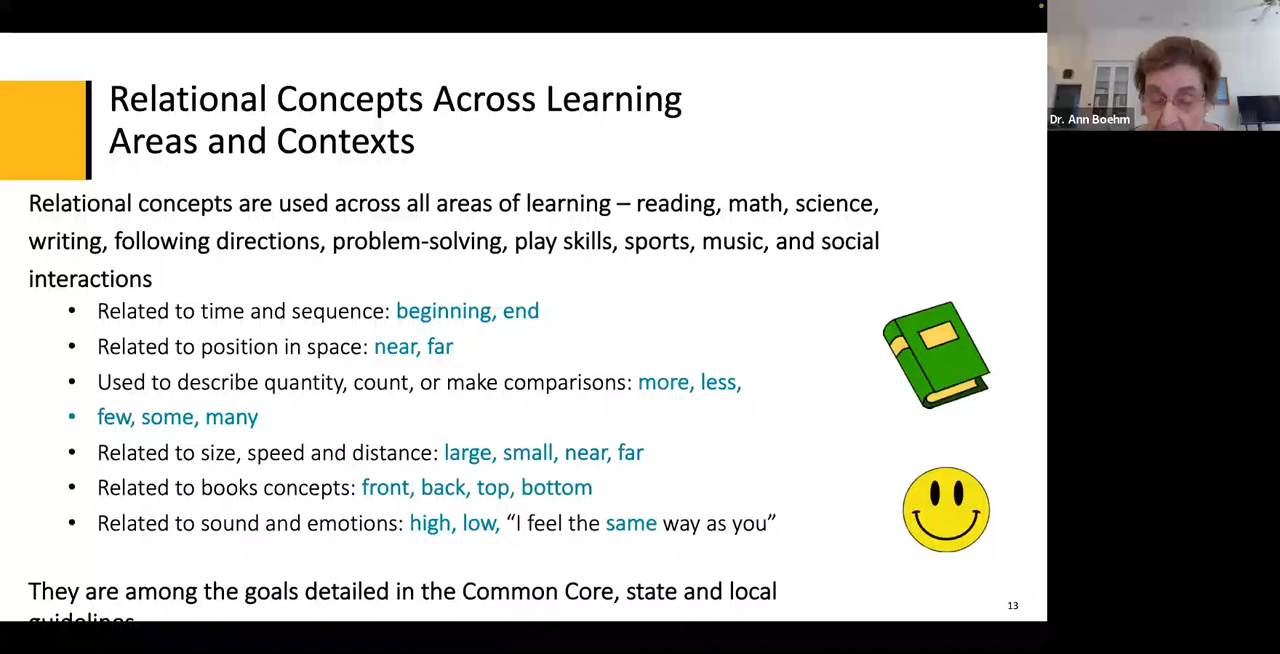 Relational Concepts Across Learning
Areas and Contexts
Relational concepts are used across all areas of learning – reading, math, science,
writing, following directions, problem-solving, play skills, sports, music, and social
interactions
• Related to time and sequence: beginning, end
• Related to position in space: near, far
• Used to describe quantity, count, or make comparisons: more, less,
• few, some, many
• Related to size, speed and distance: large, small, near, far
• Related to books concepts: front, back, top, bottom
• Related to sound and emotions: high, low, “I feel the same way as you”
They are among the goals detailed in the Common Core, state and local
guidelines
13
Dr. Ann Boehm